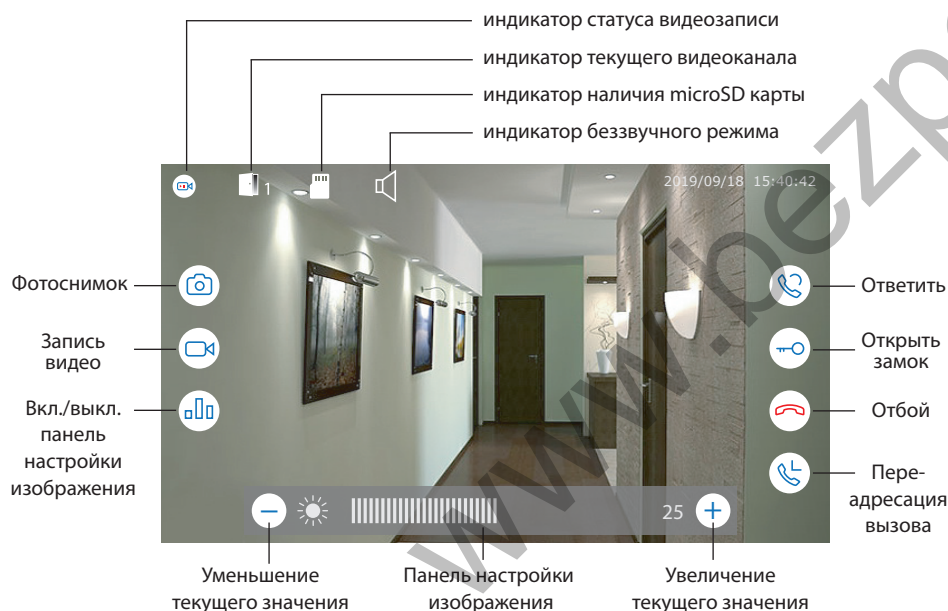 индикатор статуса видеозаписи
индикатор текущего видеоканала
индикатор наличия microSD карты
индикатор беззвучного режима
1
2019/09/18 15:40:42
Фотоснимок
Запись
видео
Вкл./выкл.
панель
настройки
изображения
Ответить
Открыть
замок
Отбой
Пере-
адресация
вызова
25
Уменьшение
текущего значения
Панель настройки
изображения
Увеличение
текущего значения
www.bezp